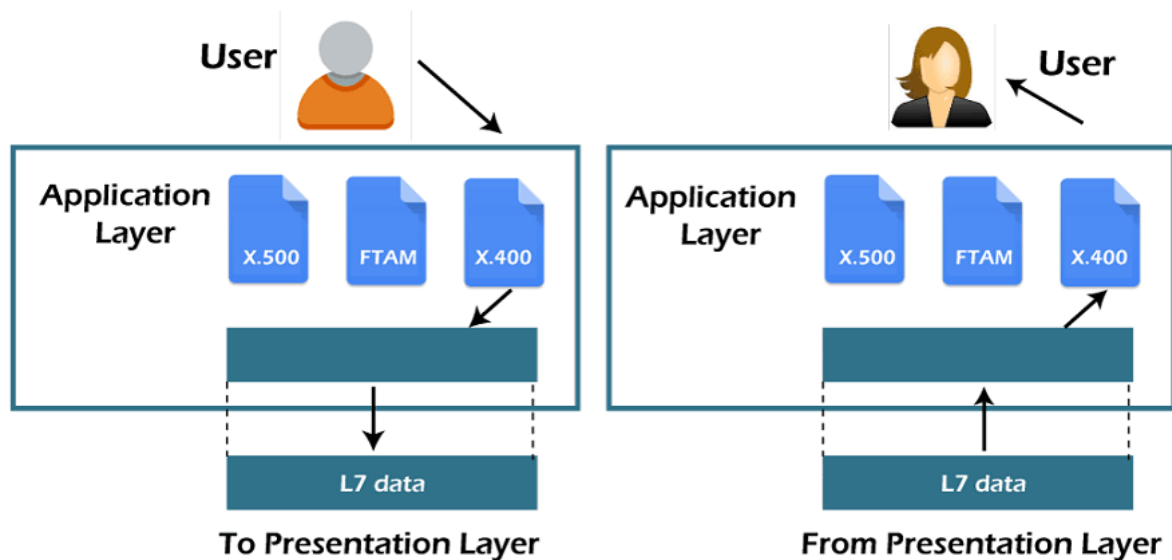 User
Application
Layer
X.500
FTAM
X.400
L7 data
To Presentation Layer
User
Application
Layer
X.500
FTAM
X.400
L7 data
From Presentation Layer